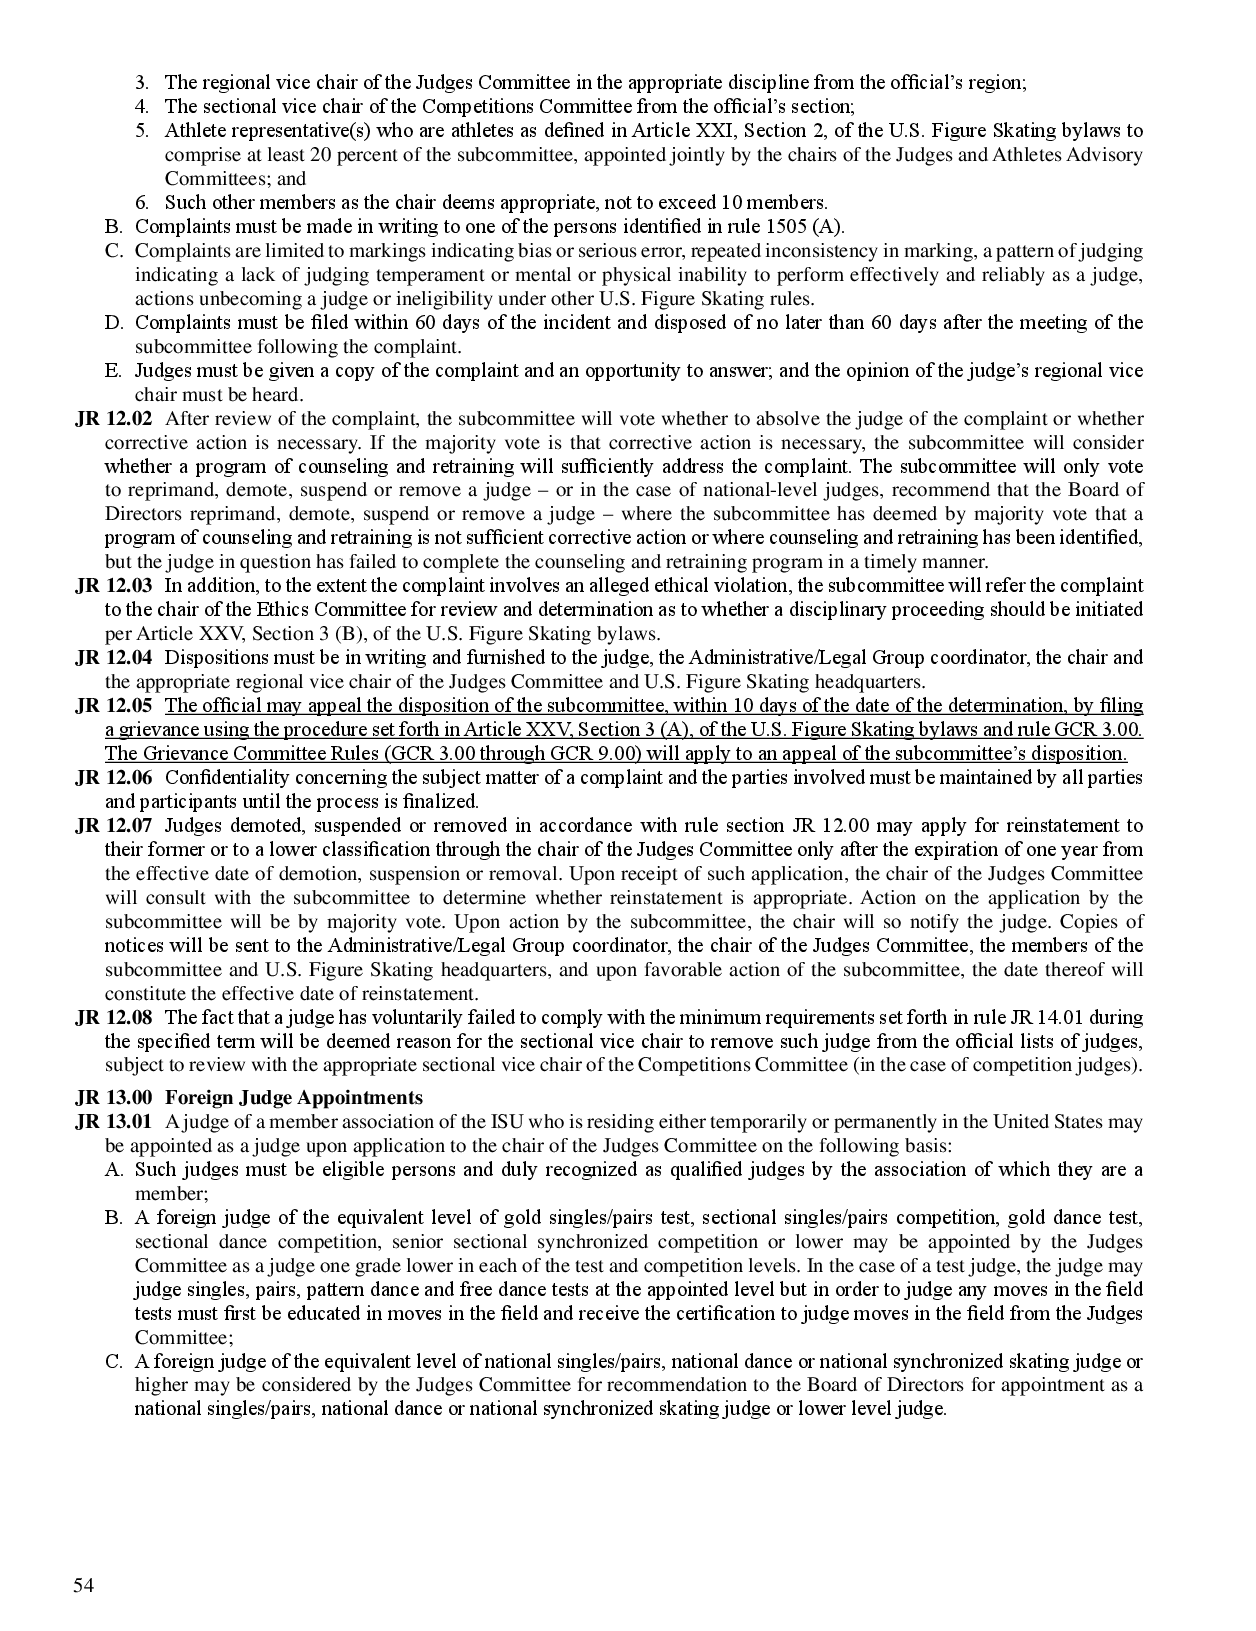 3. The regional vice chair of the Judges Committee in the appropriate discipline from the official’s region;
4. The sectional vice chair of the Competitions Committee from the official’s section;
5. Athlete representative(s) who are athletes as defined in Article XXI, Section 2, of the U.S. Figure Skating bylaws to
comprise at least 20 percent of the subcommittee, appointed jointly by the chairs of the Judges and Athletes Advisory
Committees; and
6. Such other members as the chair deems appropriate, not to exceed 10 members.
B. Complaints must be made in writing to one of the persons identified in rule 1505 (A).
C. Complaints are limited to markings indicating bias or serious error, repeated inconsistency in marking, a pattern of judging
indicating a lack of judging temperament or mental or physical inability to perform effectively and reliably as a judge,
actions unbecoming a judge or ineligibility under other U.S. Figure Skating rules.
D. Complaints must be filed within 60 days of the incident and disposed of no later than 60 days after the meeting of the
subcommittee following the complaint.
E. Judges must be given a copy of the complaint and an opportunity to answer; and the opinion of the judge’s regional vice
chair must be heard.
JR 12.02 After review of the complaint, the subcommittee will vote whether to absolve the judge of the complaint or whether
corrective action is necessary. If the majority vote is that corrective action is necessary, the subcommittee will consider
whether a program of counseling and retraining will sufficiently address the complaint. The subcommittee will only vote
to reprimand, demote, suspend or remove a judge – or in the case of national-level judges, recommend that the Board of
Directors reprimand, demote, suspend or remove a judge – where the subcommittee has deemed by majority vote that a
program of counseling and retraining is not sufficient corrective action or where counseling and retraining has been identified,
but the judge in question has failed to complete the counseling and retraining program in a timely manner.
JR 12.03 In addition, to the extent the complaint involves an alleged ethical violation, the subcommittee will refer the complaint
to the chair of the Ethics Committee for review and determination as to whether a disciplinary proceeding should be initiated
per Article XXV, Section 3 (B), of the U.S. Figure Skating bylaws.
JR 12.04 Dispositions must be in writing and furnished to the judge, the Administrative/Legal Group coordinator, the chair and
the appropriate regional vice chair of the Judges Committee and U.S. Figure Skating headquarters.
JR 12.05 The official may appeal the disposition of the subcommittee, within 10 days of the date of the determination, by filing
a grievance using the procedure set forth in Article XXV, Section 3 (A), of the U.S. Figure Skating bylaws and rule GCR 3.00.
The Grievance Committee Rules (GCR 3.00 through GCR 9.00) will apply to an appeal of the subcommittee’s disposition.
JR 12.06 Confidentiality concerning the subject matter of a complaint and the parties involved must be maintained by all parties
and participants until the process is finalized.
JR 12.07 Judges demoted, suspended or removed in accordance with rule section JR 12.00 may apply for reinstatement to
their former or to a lower classification through the chair of the Judges Committee only after the expiration of one year from
the effective date of demotion, suspension or removal. Upon receipt of such application, the chair of the Judges Committee
will consult with the subcommittee to determine whether reinstatement is appropriate. Action on the application by the
subcommittee will be by majority vote. Upon action by the subcommittee, the chair will so notify the judge. Copies of
notices will be sent to the Administrative/Legal Group coordinator, the chair of the Judges Committee, the members of the
subcommittee and U.S. Figure Skating headquarters, and upon favorable action of the subcommittee, the date thereof will
constitute the effective date of reinstatement.
JR 12.08 The fact that a judge has voluntarily failed to comply with the minimum requirements set forth in rule JR 14.01 during
the specified term will be deemed reason for the sectional vice chair to remove such judge from the official lists of judges,
subject to review with the appropriate sectional vice chair of the Competitions Committee (in the case of competition judges).
JR 13.00 Foreign Judge Appointments
JR 13.01 A judge of a member association of the ISU who is residing either temporarily or permanently in the United States may
be appointed as a judge upon application to the chair of the Judges Committee on the following basis:
A. Such judges must be eligible persons and duly recognized as qualified judges by the association of which they are a
member;
B. A foreign judge of the equivalent level of gold singles/pairs test, sectional singles/pairs competition, gold dance test,
sectional dance competition, senior sectional synchronized competition or lower may be appointed by the Judges
Committee as a judge one grade lower in each of the test and competition levels. In the case of a test judge, the judge may
judge singles, pairs, pattern dance and free dance tests at the appointed level but in order to judge any moves in the field
tests must first be educated in moves in the field and receive the certification to judge moves in the field from the Judges
Committee;
C. A foreign judge of the equivalent level of national singles/pairs, national dance or national synchronized skating judge or
higher may be considered by the Judges Committee for recommendation to the Board of Directors for appointment as a
national singles/pairs, national dance or national synchronized skating judge or lower level judge.
54